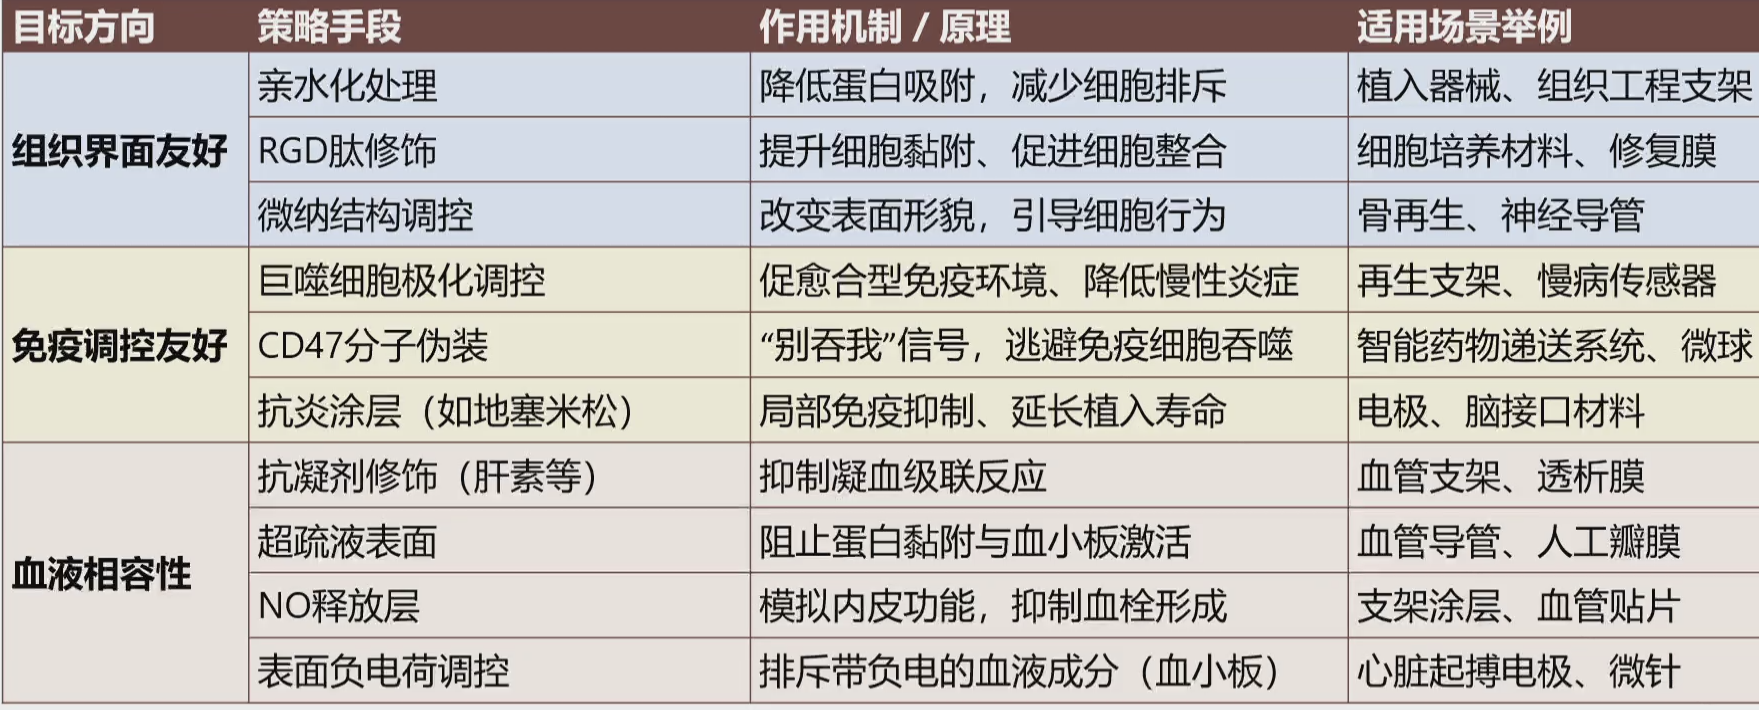 目标方向 策略手段 作用机制 / 原理 适用场景举例
组织界面友好 亲水化处理 降低蛋白吸附，减少细胞排斥 植入器械、组织工程支架
RGD肽修饰 提升细胞黏附、促进细胞整合 细胞培养材料、修复膜
微纳结构调控 改变表面形貌，引导细胞行为 骨再生、神经导管
免疫调控友好 巨噬细胞极化调控 促愈合型免疫环境、降低慢性炎症 再生支架、慢病传感器
CD47分子伪装 “别吞我”信号，逃避免疫细胞吞噬 智能药物递送系统、微球
抗炎涂层（如地塞米松） 局部免疫抑制、延长植入寿命 电极、脑接口材料
血液相容性 抗凝剂修饰（肝素等） 抑制凝血级联反应 血管支架、透析膜
超疏液表面 阻止蛋白黏附与血小板激活 血管导管、人工瓣膜
NO释放层 模拟内皮功能，抑制血栓形成 支架涂层、血管贴片
表面负电荷调控 排斥带负电的血液成分（血小板） 心脏起搏电极、微针